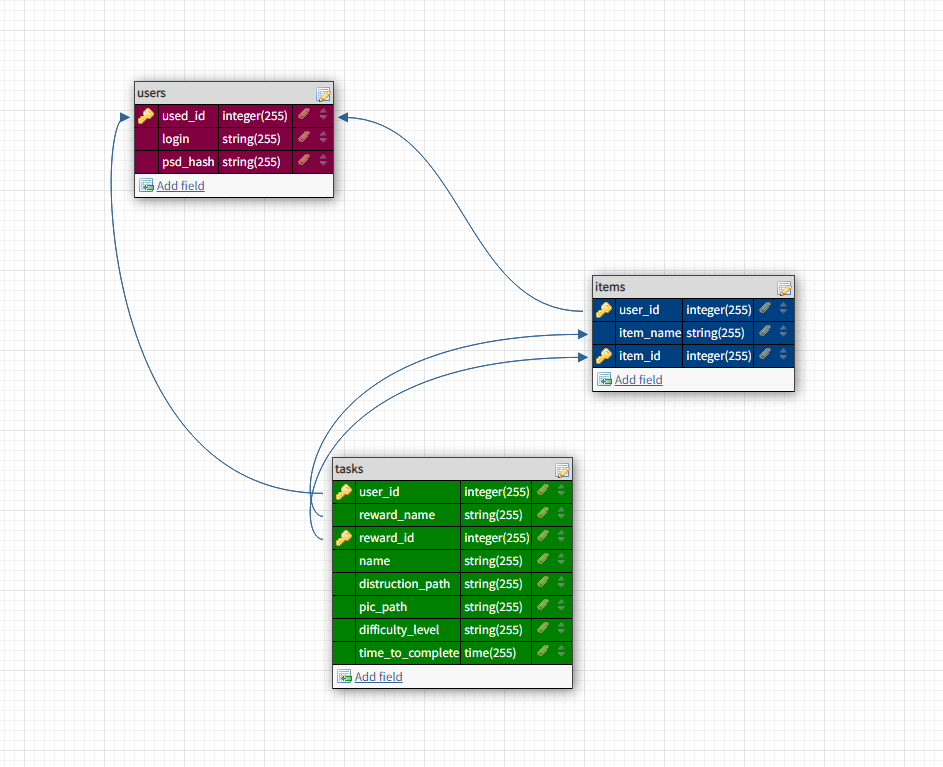 users
used_id integer(255)
login string(255)
psd_hash string(255)
Add field
items
user_id integer(255)
item_name string(255)
item_id integer(255)
Add field
tasks
user_id integer(255)
reward_name string(255)
reward_id integer(255)
name string(255)
distruction_path string(255)
pic_path string(255)
difficulty_level string(255)
time_to_complete time(255)
Add field